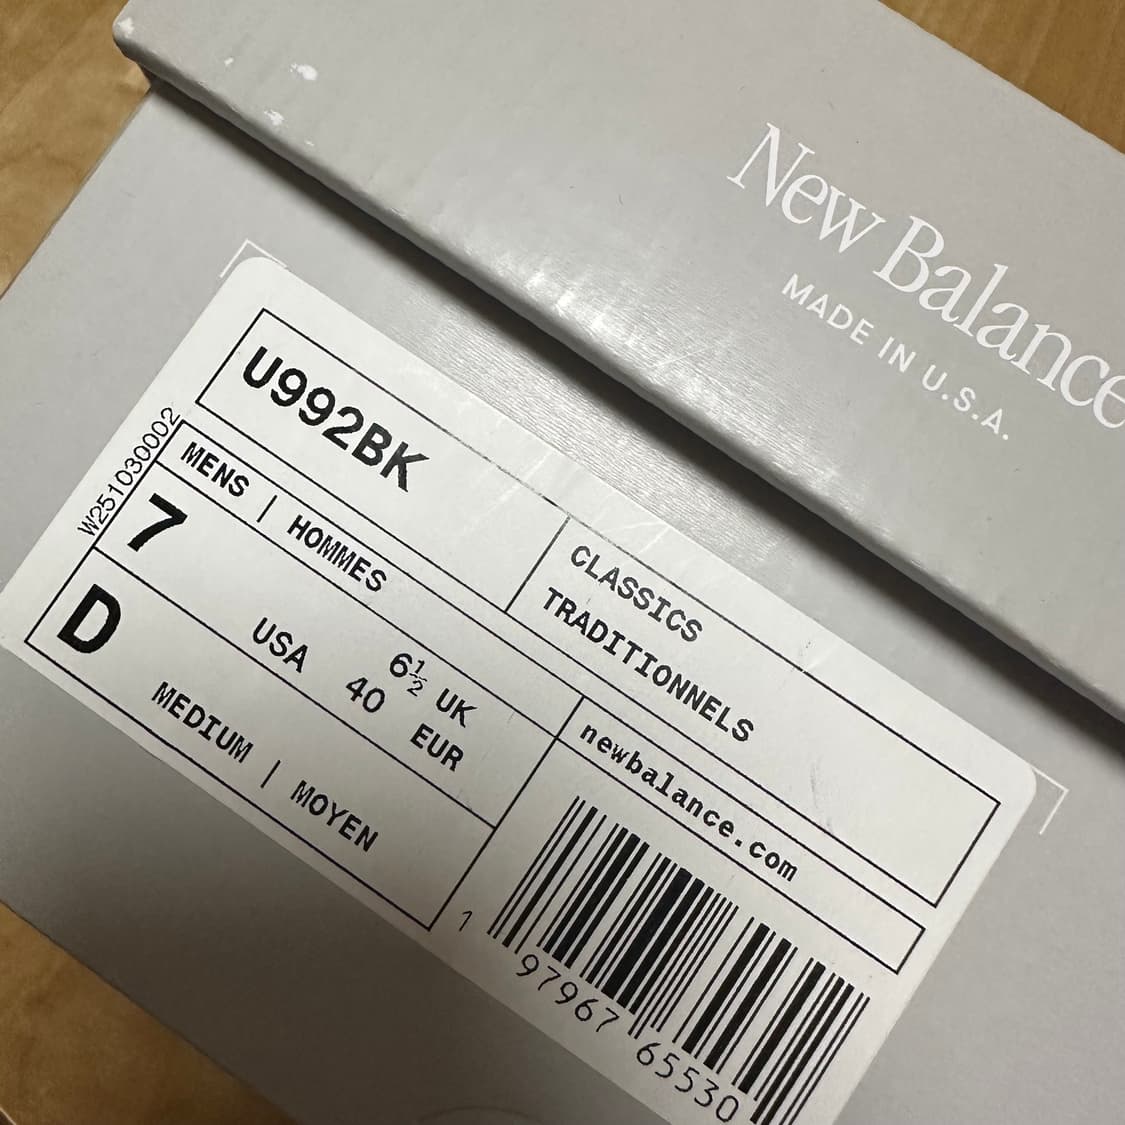 New Balance
MADE IN U.S.A.
U992BK
CLASSICS
TRADITIONNELS
W251030002
MENS | HOMMES
7
USA
6½ UK
40 EUR
D
MEDIUM | MOYEN
newbalance.com
1 97967 65530